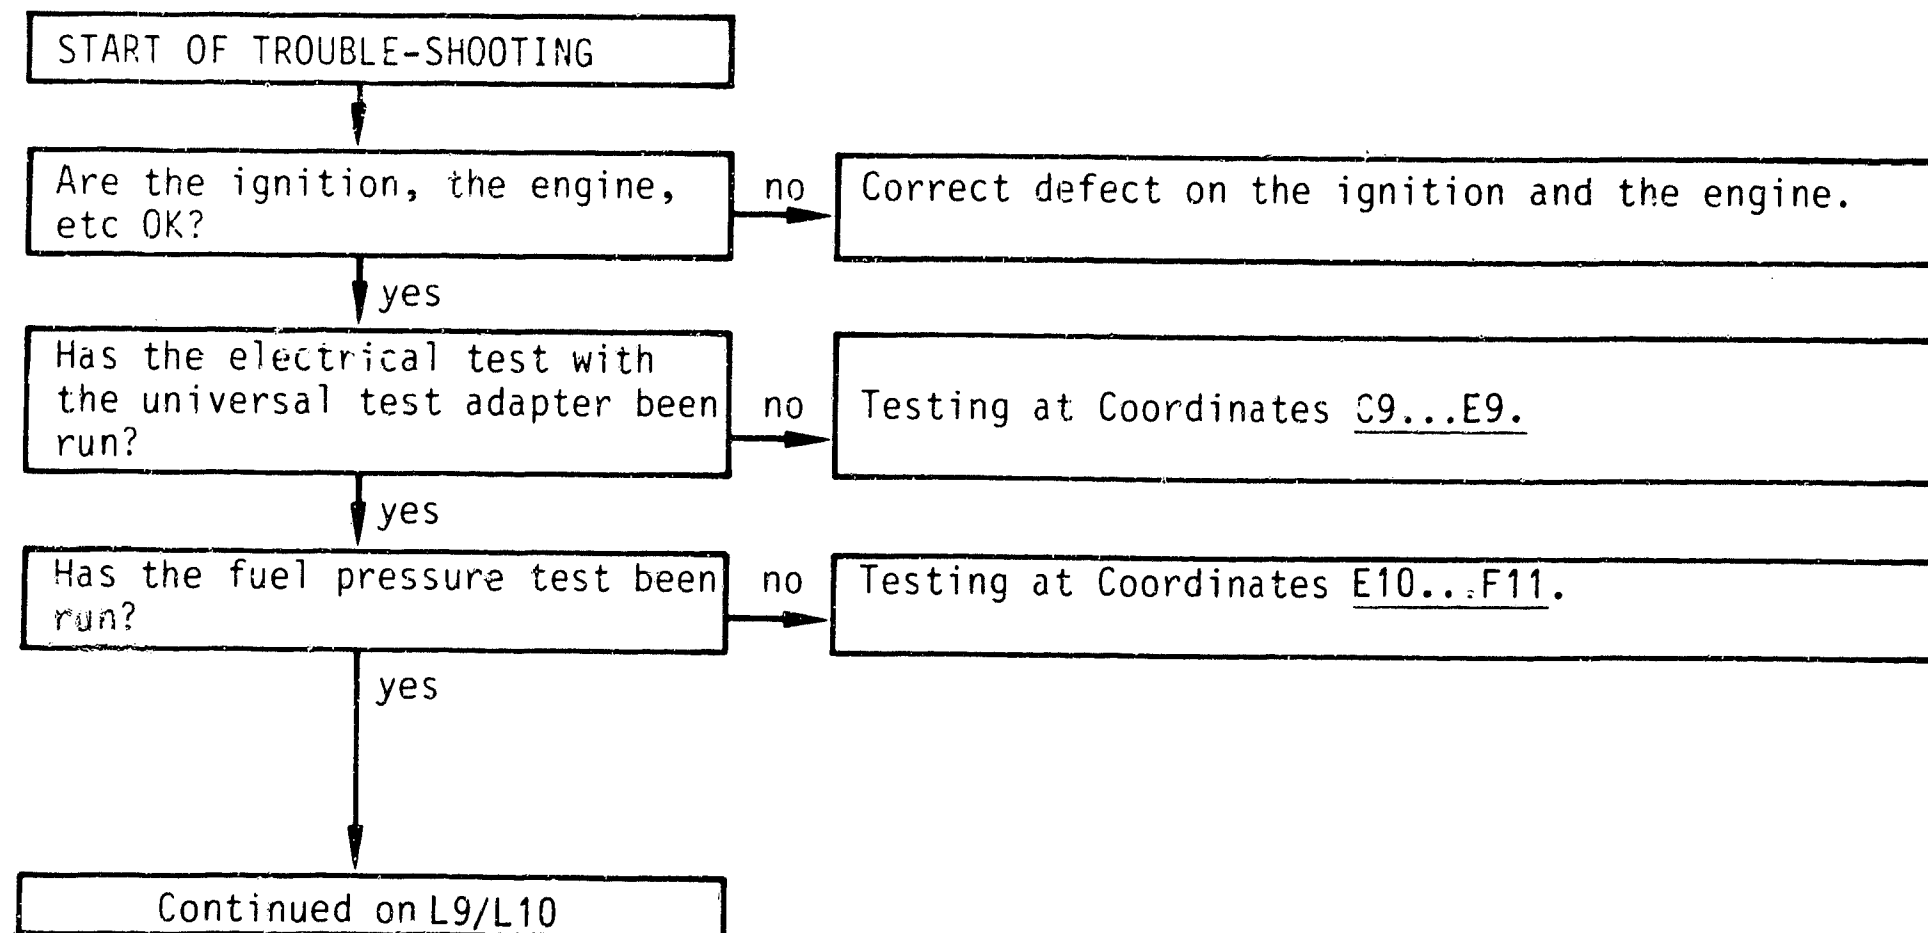 START OF TROUBLE-SHOOTING
Are the ignition, the engine,
etc OK?
no
Correct defect on the ignition and the engine.
yes
Has the electrical test with
the universal test adapter been
run?
no
Testing at Coordinates C9...E9.
yes
Has the fuel pressure test been
run?
no
Testing at Coordinates E10...F11.
yes
Continued on L9/L10